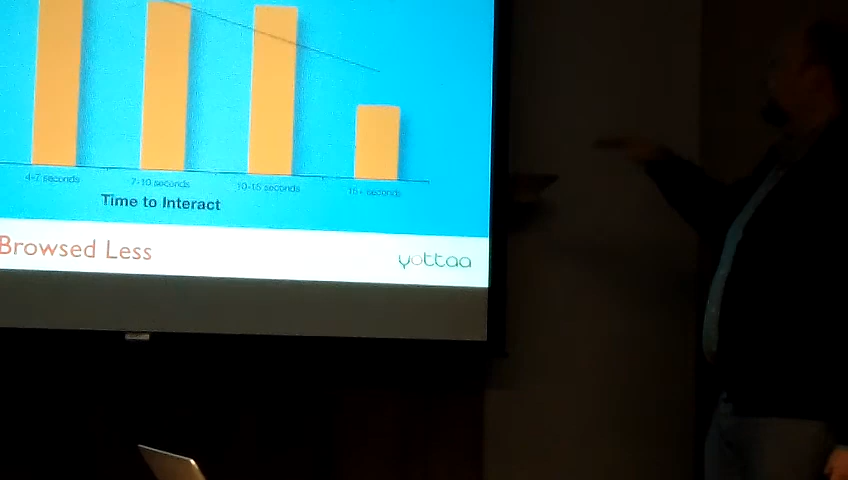 4-7 seconds 7-10 seconds 10-15 seconds 15+ seconds
Time to Interact
Browsed Less
yottaa